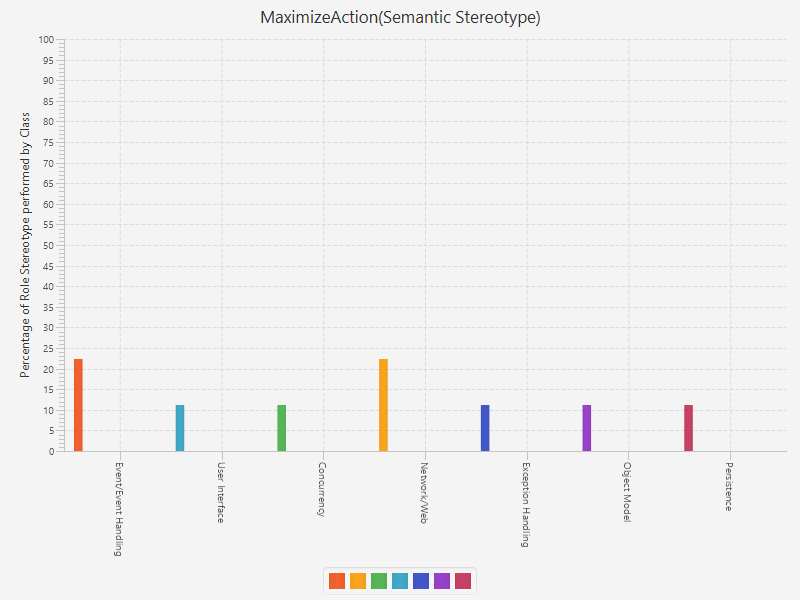 MaximizeAction(Semantic Stereotype)
Percentage of Role Stereotype performed by Class
100
95
90
85
80
75
70
65
60
55
50
45
40
35
30
25
20
15
10
5
0
Event/Event Handling
User Interface
Concurrency
Network/Web
Exception Handling
Object Model
Persistence